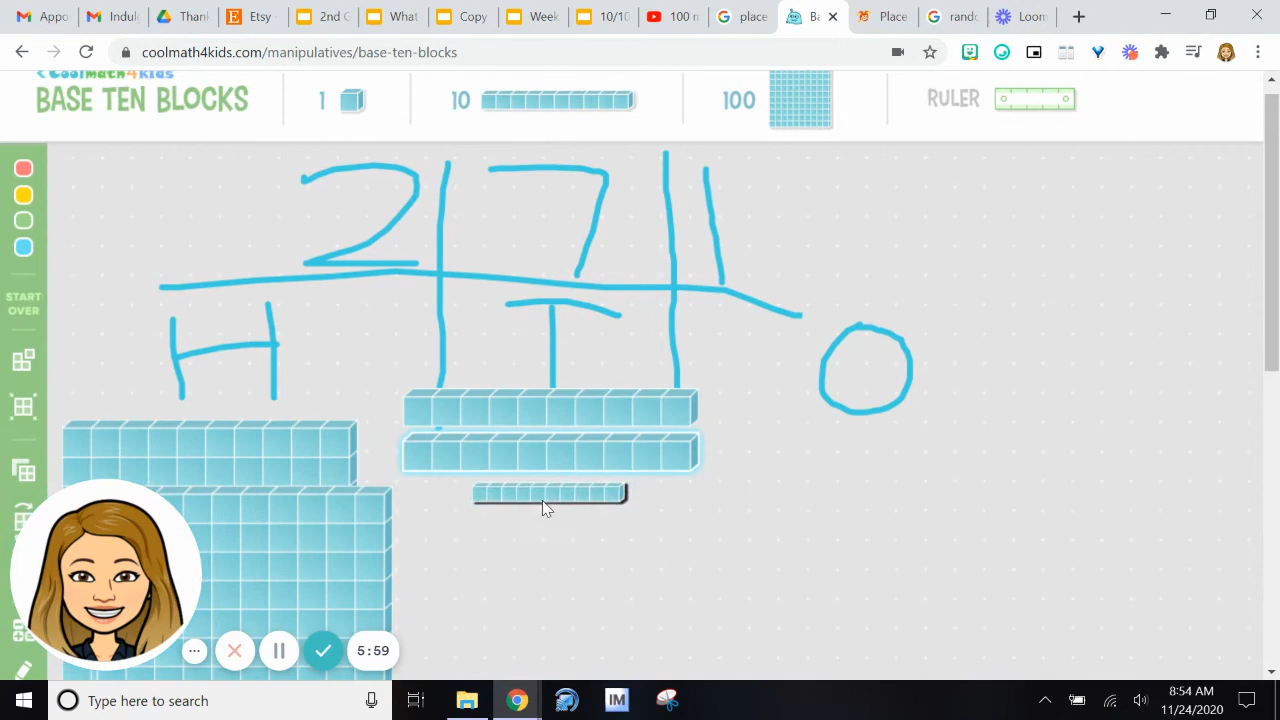 Appo
Indul
Thank
Etsy
2nd G
What
Copy
Week
10/10
100 m
place
Ba
Place
rando
Loom
coolmath4kids.com/manipulatives/base-ten-blocks
<Coolmath4Kids
BASE TEN BLOCKS
1
10
100
RULER
2 7 1
H T O
START
OVER
5:59
Type here to search
IM
8:54 AM
11/24/2020